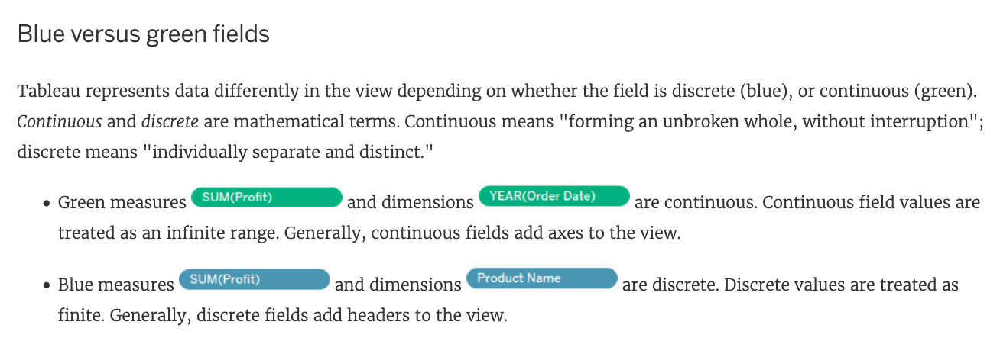 Blue versus green fields
Tableau represents data differently in the view depending on whether the field is discrete (blue), or continuous (green).
Continuous and discrete are mathematical terms. Continuous means "forming an unbroken whole, without interruption";
discrete means "individually separate and distinct."
• Green measures SUM(Profit) and dimensions YEAR(Order Date) are continuous. Continuous field values are
treated as an infinite range. Generally, continuous fields add axes to the view.
• Blue measures SUM(Profit) and dimensions Product Name are discrete. Discrete values are treated as
finite. Generally, discrete fields add headers to the view.